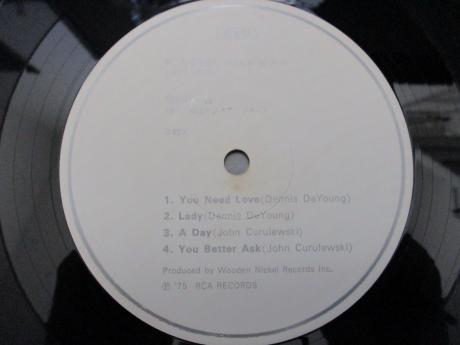 1. You Need Love(Dennis DeYoung)
2. Lady(Dennis DeYoung)
3. A Day(John Curulewski)
4. You Better Ask(John Curulewski)
Produced by Wooden Nickel Records Inc.
Ⓟ '75 RCA RECORDS